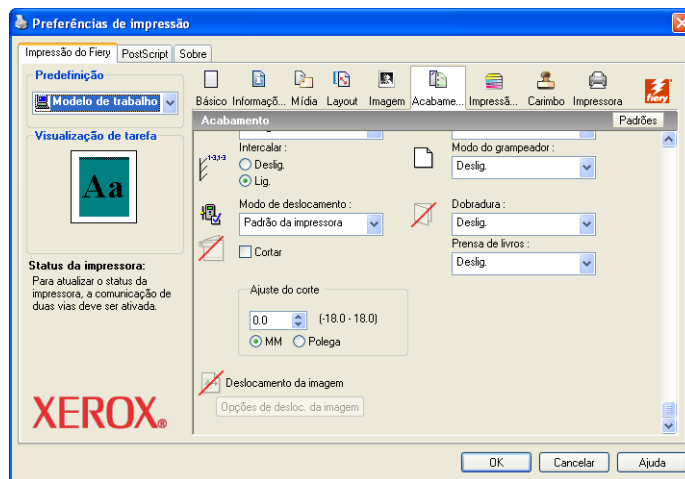 Preferências de impressão
Impressão do Fiery
PostScript
Sobre
Predefinição
Modelo de trabalho
Visualização de tarefa
Aa
Status da impressora:
Para atualizar o status da
impressora, a comunicação de
duas vias deve ser ativada.
XEROX®
Básico
Informaçõ...
Mídia
Layout
Imagem
Acabame...
Impressã...
Carimbo
Impressora
fiery
Acabamento
Padrões
Intercalar :
1-3,1-3
Deslig.
Lig.
Modo do grampeador :
Deslig.
Modo de deslocamento :
Padrão da impressora
Dobradura :
Deslig.
Cortar
Prensa de livros :
Deslig.
Ajuste do corte
0.0
(-18.0 - 18.0)
MM
Polega
Deslocamento da imagem
Opções de desloc. da imagem
OK
Cancelar
Ajuda